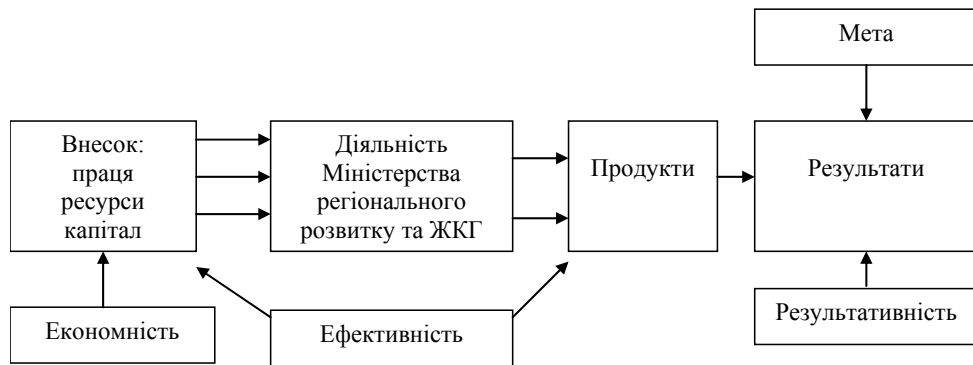 Мета
Внесок:
праця
ресурси
капітал
Діяльність
Міністерства
регіонального
розвитку та ЖКГ
Продукти
Результати
Економність
Ефективність
Результативність